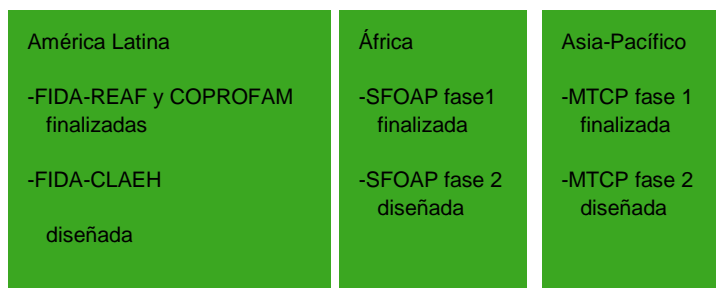 América Latina
-FIDA-REAF y COPROFAM
finalizadas
-FIDA-CLAEH
diseñada
África
-SFOAP fase1
finalizada
-SFOAP fase 2
diseñada
Asia-Pacífico
-MTCP fase 1
finalizada
-MTCP fase 2
diseñada